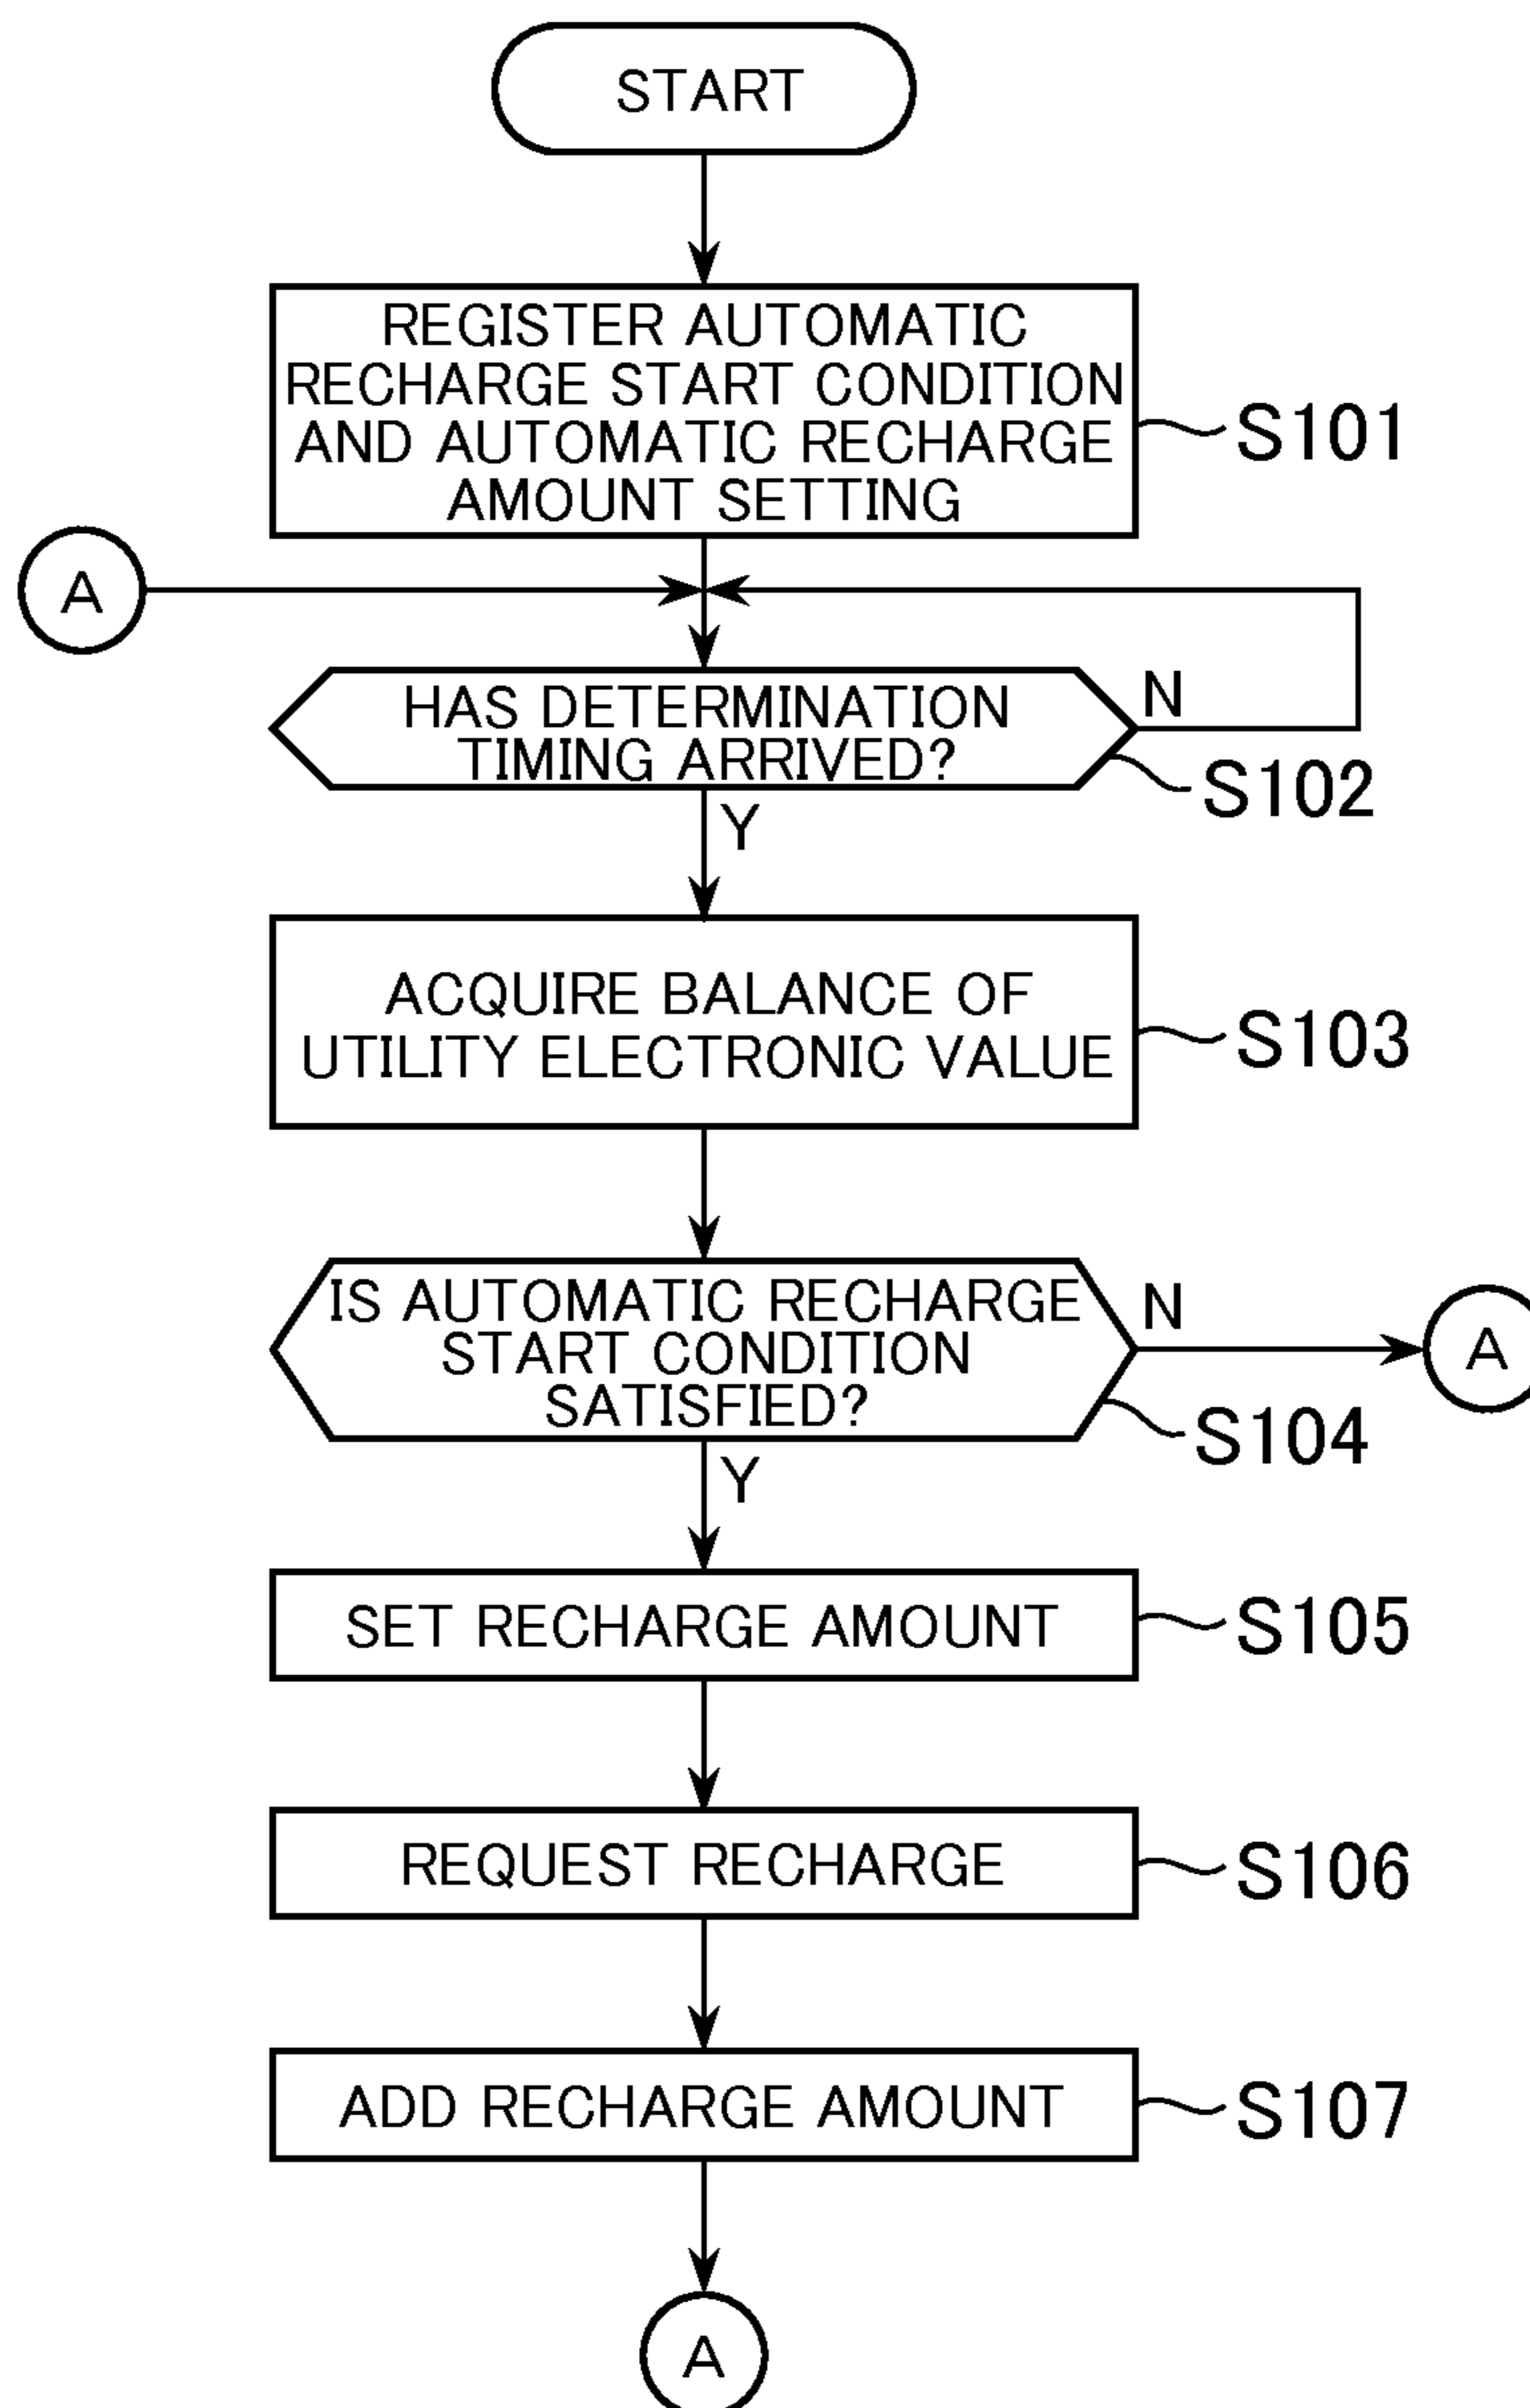 START
REGISTER AUTOMATIC
RECHARGE START CONDITION
AND AUTOMATIC RECHARGE
AMOUNT SETTING
S101
A
HAS DETERMINATION
TIMING ARRIVED?
N
S102
Y
ACQUIRE BALANCE OF
UTILITY ELECTRONIC VALUE
S103
IS AUTOMATIC RECHARGE
START CONDITION
SATISFIED?
N
A
S104
Y
SET RECHARGE AMOUNT
S105
REQUEST RECHARGE
S106
ADD RECHARGE AMOUNT
S107
A